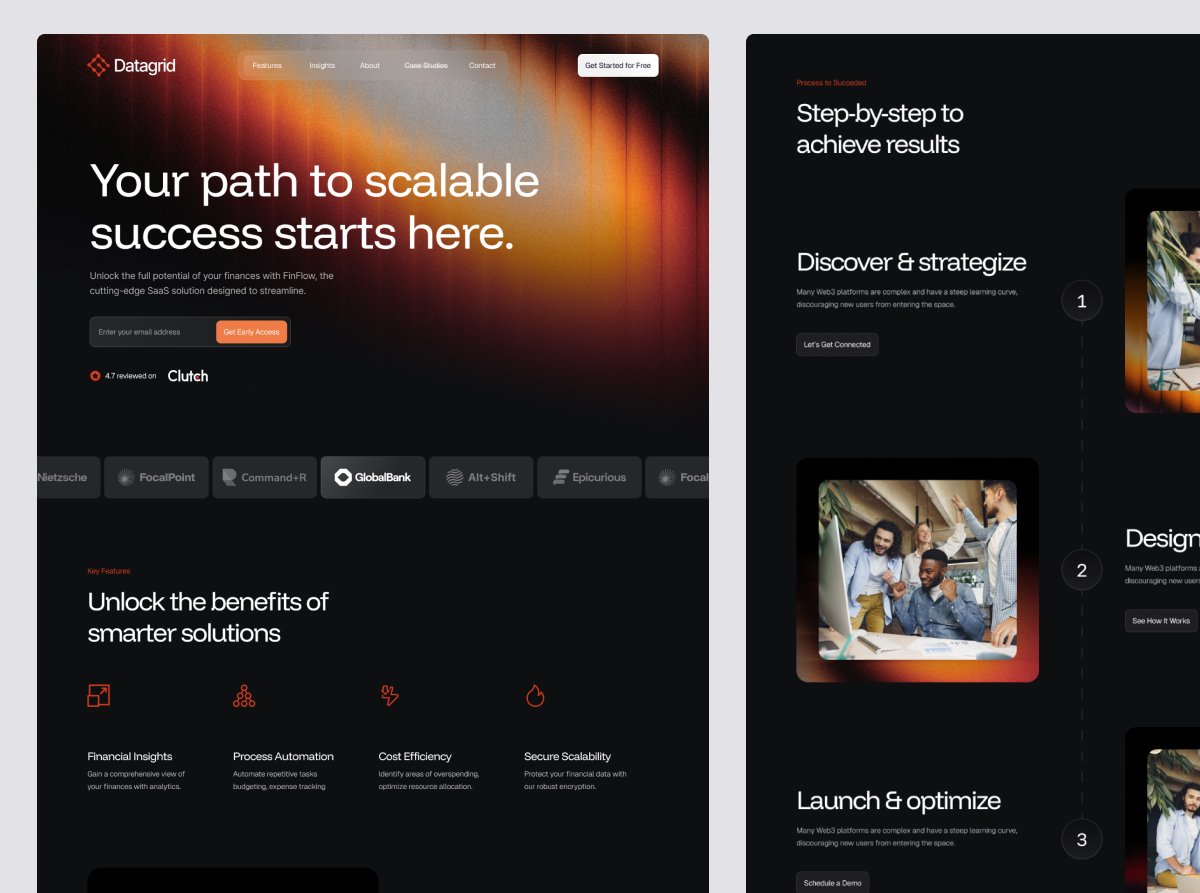 Datagrid
Features
Insights
About
Case Studies
Contact
Get Started for Free
Your path to scalable
success starts here.
Unlock the full potential of your finances with FinFlow, the
cutting-edge SaaS solution designed to streamline.
Enter your email address
Get Early Access
4.7 reviewed on
Clutch
Nietzsche
FocalPoint
Command+R
GlobalBank
Alt+Shift
Epicurious
Focal
Key Features
Unlock the benefits of
smarter solutions
Financial Insights
Gain a comprehensive view of
your finances with analytics.
Process Automation
Automate repetitive tasks
budgeting, expense tracking
Cost Efficiency
Identify areas of overspending,
optimize resource allocation.
Secure Scalability
Protect your financial data with
our robust encryption.
Process to Succeded
Step-by-step to
achieve results
Discover & strategize
Many Web3 platforms are complex and have a steep learning curve,
discouraging new users from entering the space.
Let's Get Connected
1
2
Design
Many Web3 platforms
discouraging new user
See How It Works
Launch & optimize
Many Web3 platforms are complex and have a steep learning curve,
discouraging new users from entering the space.
Schedule a Demo
3